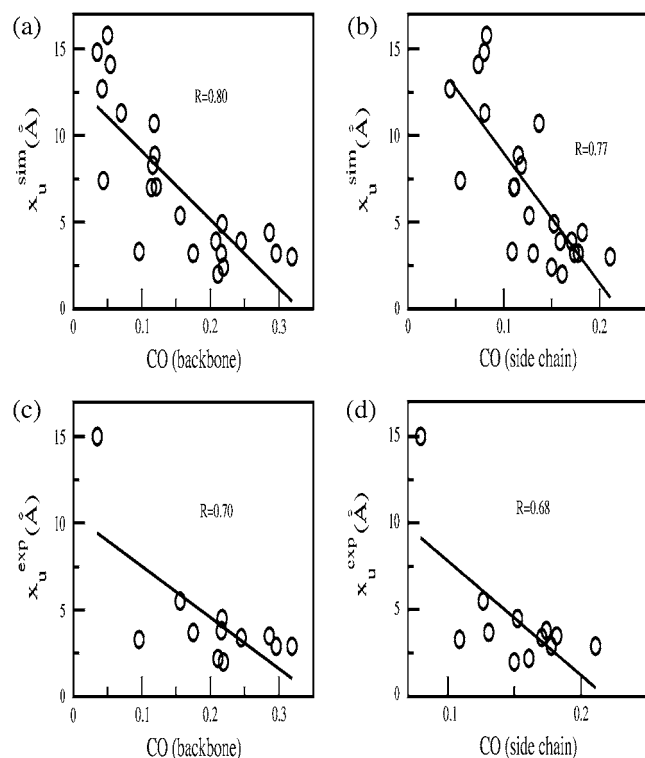 (a)
15
10
5
0
x_u^sim (Å)
R=0.80
0
0.1
0.2
0.3
CO (backbone)
(b)
15
10
5
0
x_u^sim (Å)
R=0.77
0
0.1
0.2
CO (side chain)
(c)
15
10
5
0
x_u^exp (Å)
R=0.70
0
0.1
0.2
0.3
CO (backbone)
(d)
15
10
5
0
x_u^exp (Å)
R=0.68
0.1
0.2
CO (side chain)